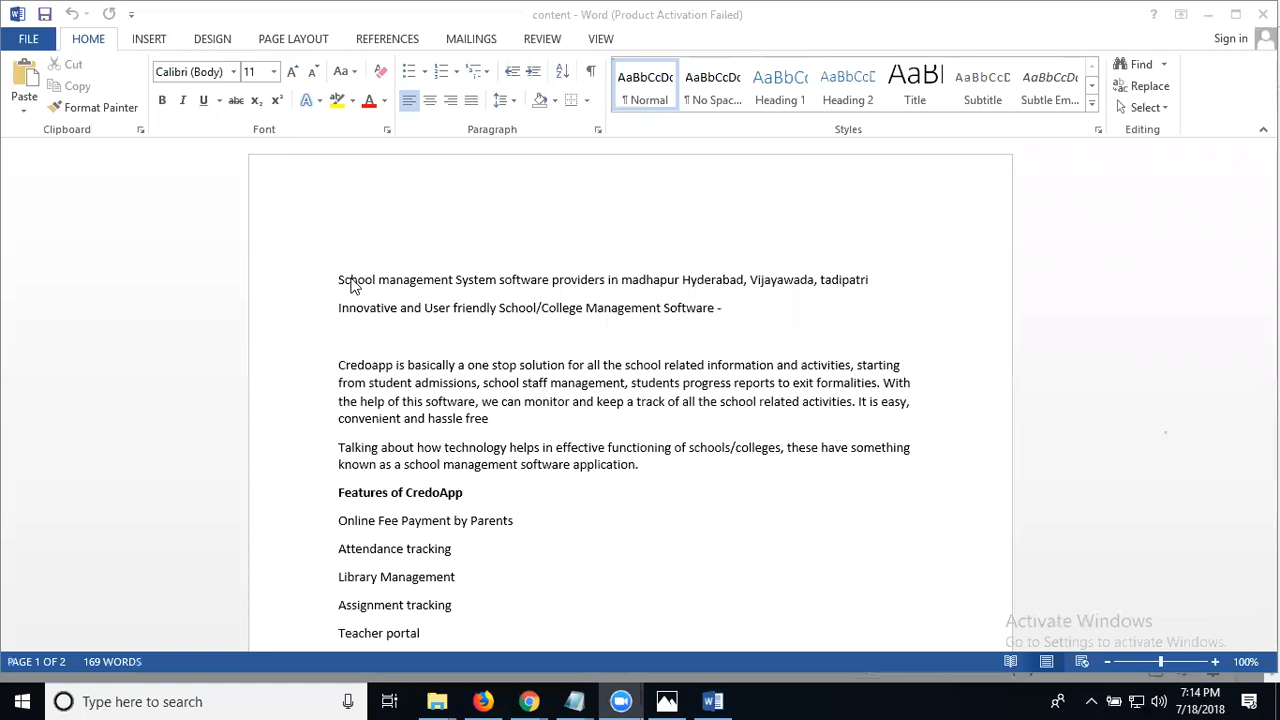 content - Word (Product Activation Failed)
FILE HOME INSERT DESIGN PAGE LAYOUT REFERENCES MAILINGS REVIEW VIEW Sign in
Paste Cut Copy Format Painter
Clipboard
Calibri (Body) 11
Font
Paragraph
AaBbCcDc ¶ Normal
AaBbCcDc ¶ No Spac...
AaBbCc Heading
AaBbCcC Heading 2
AaBl Title
AaBbCcD Subtitle
AaBbCcDc Subtle Em...
Styles
Find
Replace
Select
Editing
School management System software providers in madhapur Hyderabad, Vijayawada, tadipatri
Innovative and User friendly School/College Management Software -
Credoapp is basically a one stop solution for all the school related information and activities, starting
from student admissions, school staff management, students progress reports to exit formalities. With
the help of this software, we can monitor and keep a track of all the school related activities. It is easy,
convenient and hassle free
Talking about how technology helps in effective functioning of schools/colleges, these have something
known as a school management software application.
Features of CredoApp
Online Fee Payment by Parents
Attendance tracking
Library Management
Assignment tracking
Teacher portal
Activate Windows
Go to Settings to activate Windows.
PAGE 1 OF 2 169 WORDS 100%
Type here to search
7:14 PM
7/18/2018